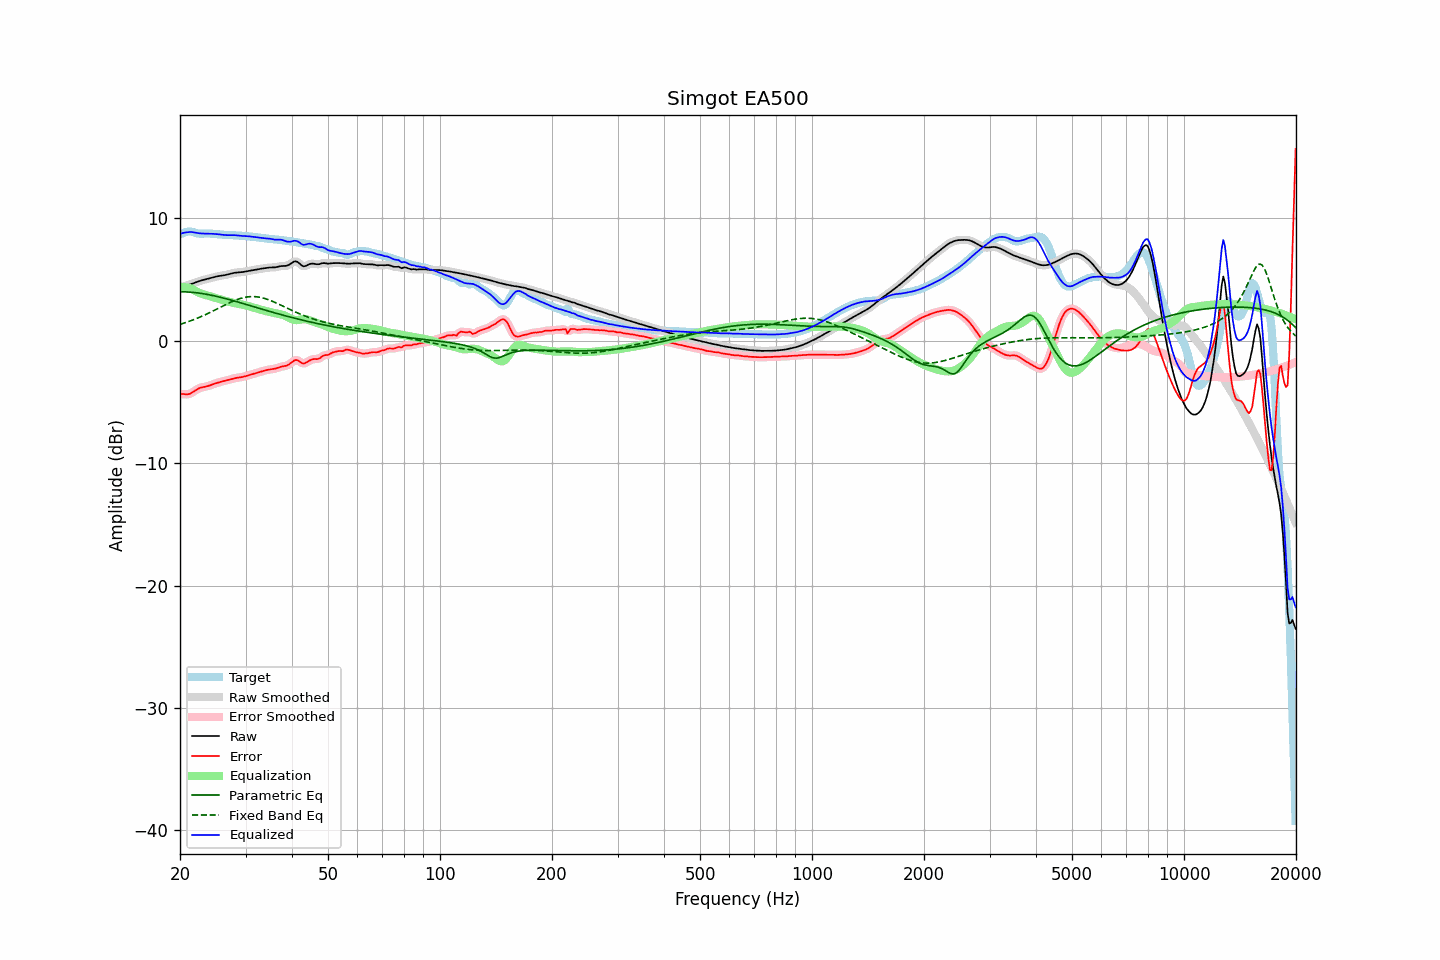 Simgot EA500
Amplitude (dBr)
10
0
−10
−20
−30
−40
Target
Raw Smoothed
Error Smoothed
Raw
Error
Equalization
Parametric Eq
Fixed Band Eq
Equalized
20 50 100 200 500 1000 2000 5000 10000 20000
Frequency (Hz)